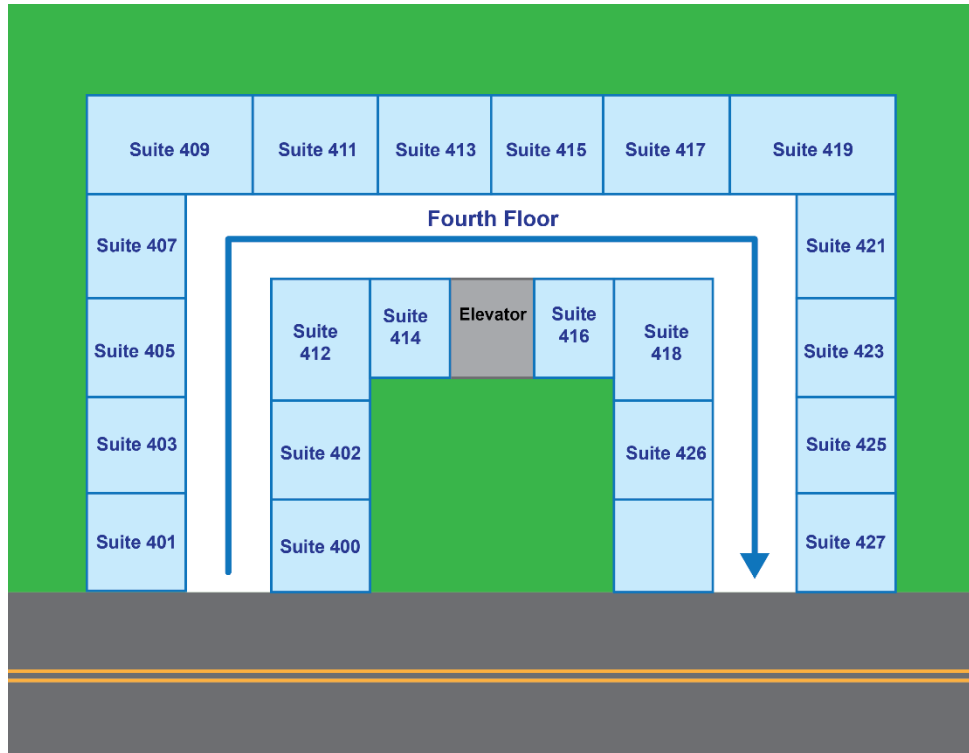 Suite 409
Suite 411
Suite 413
Suite 415
Suite 417
Suite 419
Fourth Floor
Suite 407
Suite 421
Suite
412
Suite
414
Elevator
Suite
416
Suite
418
Suite 405
Suite 423
Suite 403
Suite 402
Suite 426
Suite 425
Suite 401
Suite 400
Suite 427